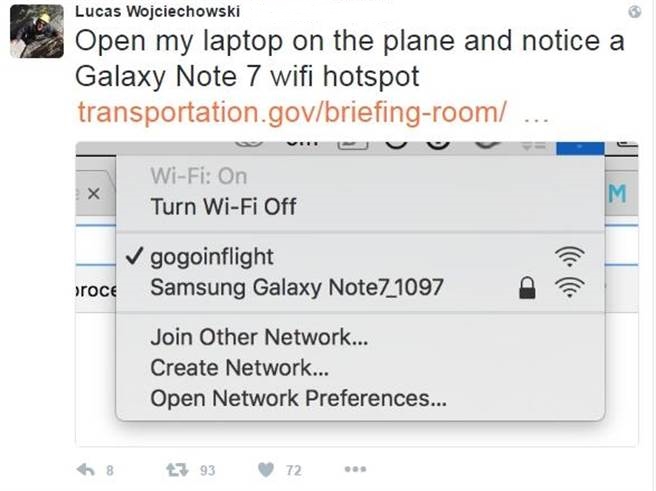 Lucas Wojciechowski
Open my laptop on the plane and notice a
Galaxy Note 7 wifi hotspot
transportation.gov/briefing-room/ ...
Wi-Fi: On
Turn Wi-Fi Off
✓ gogoinflight
Samsung Galaxy Note7_1097
Join Other Network...
Create Network...
Open Network Preferences...
roce
M
8 93 72